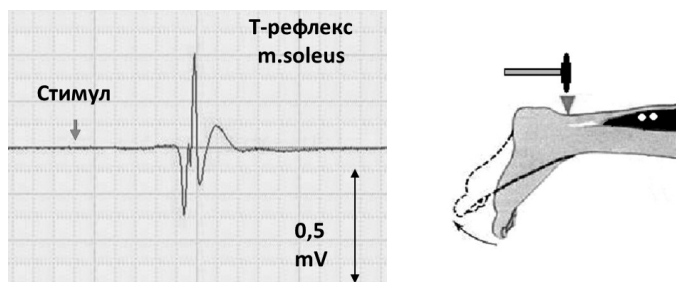 Т-рефлекс
m.soleus
Стимул
0,5
mV